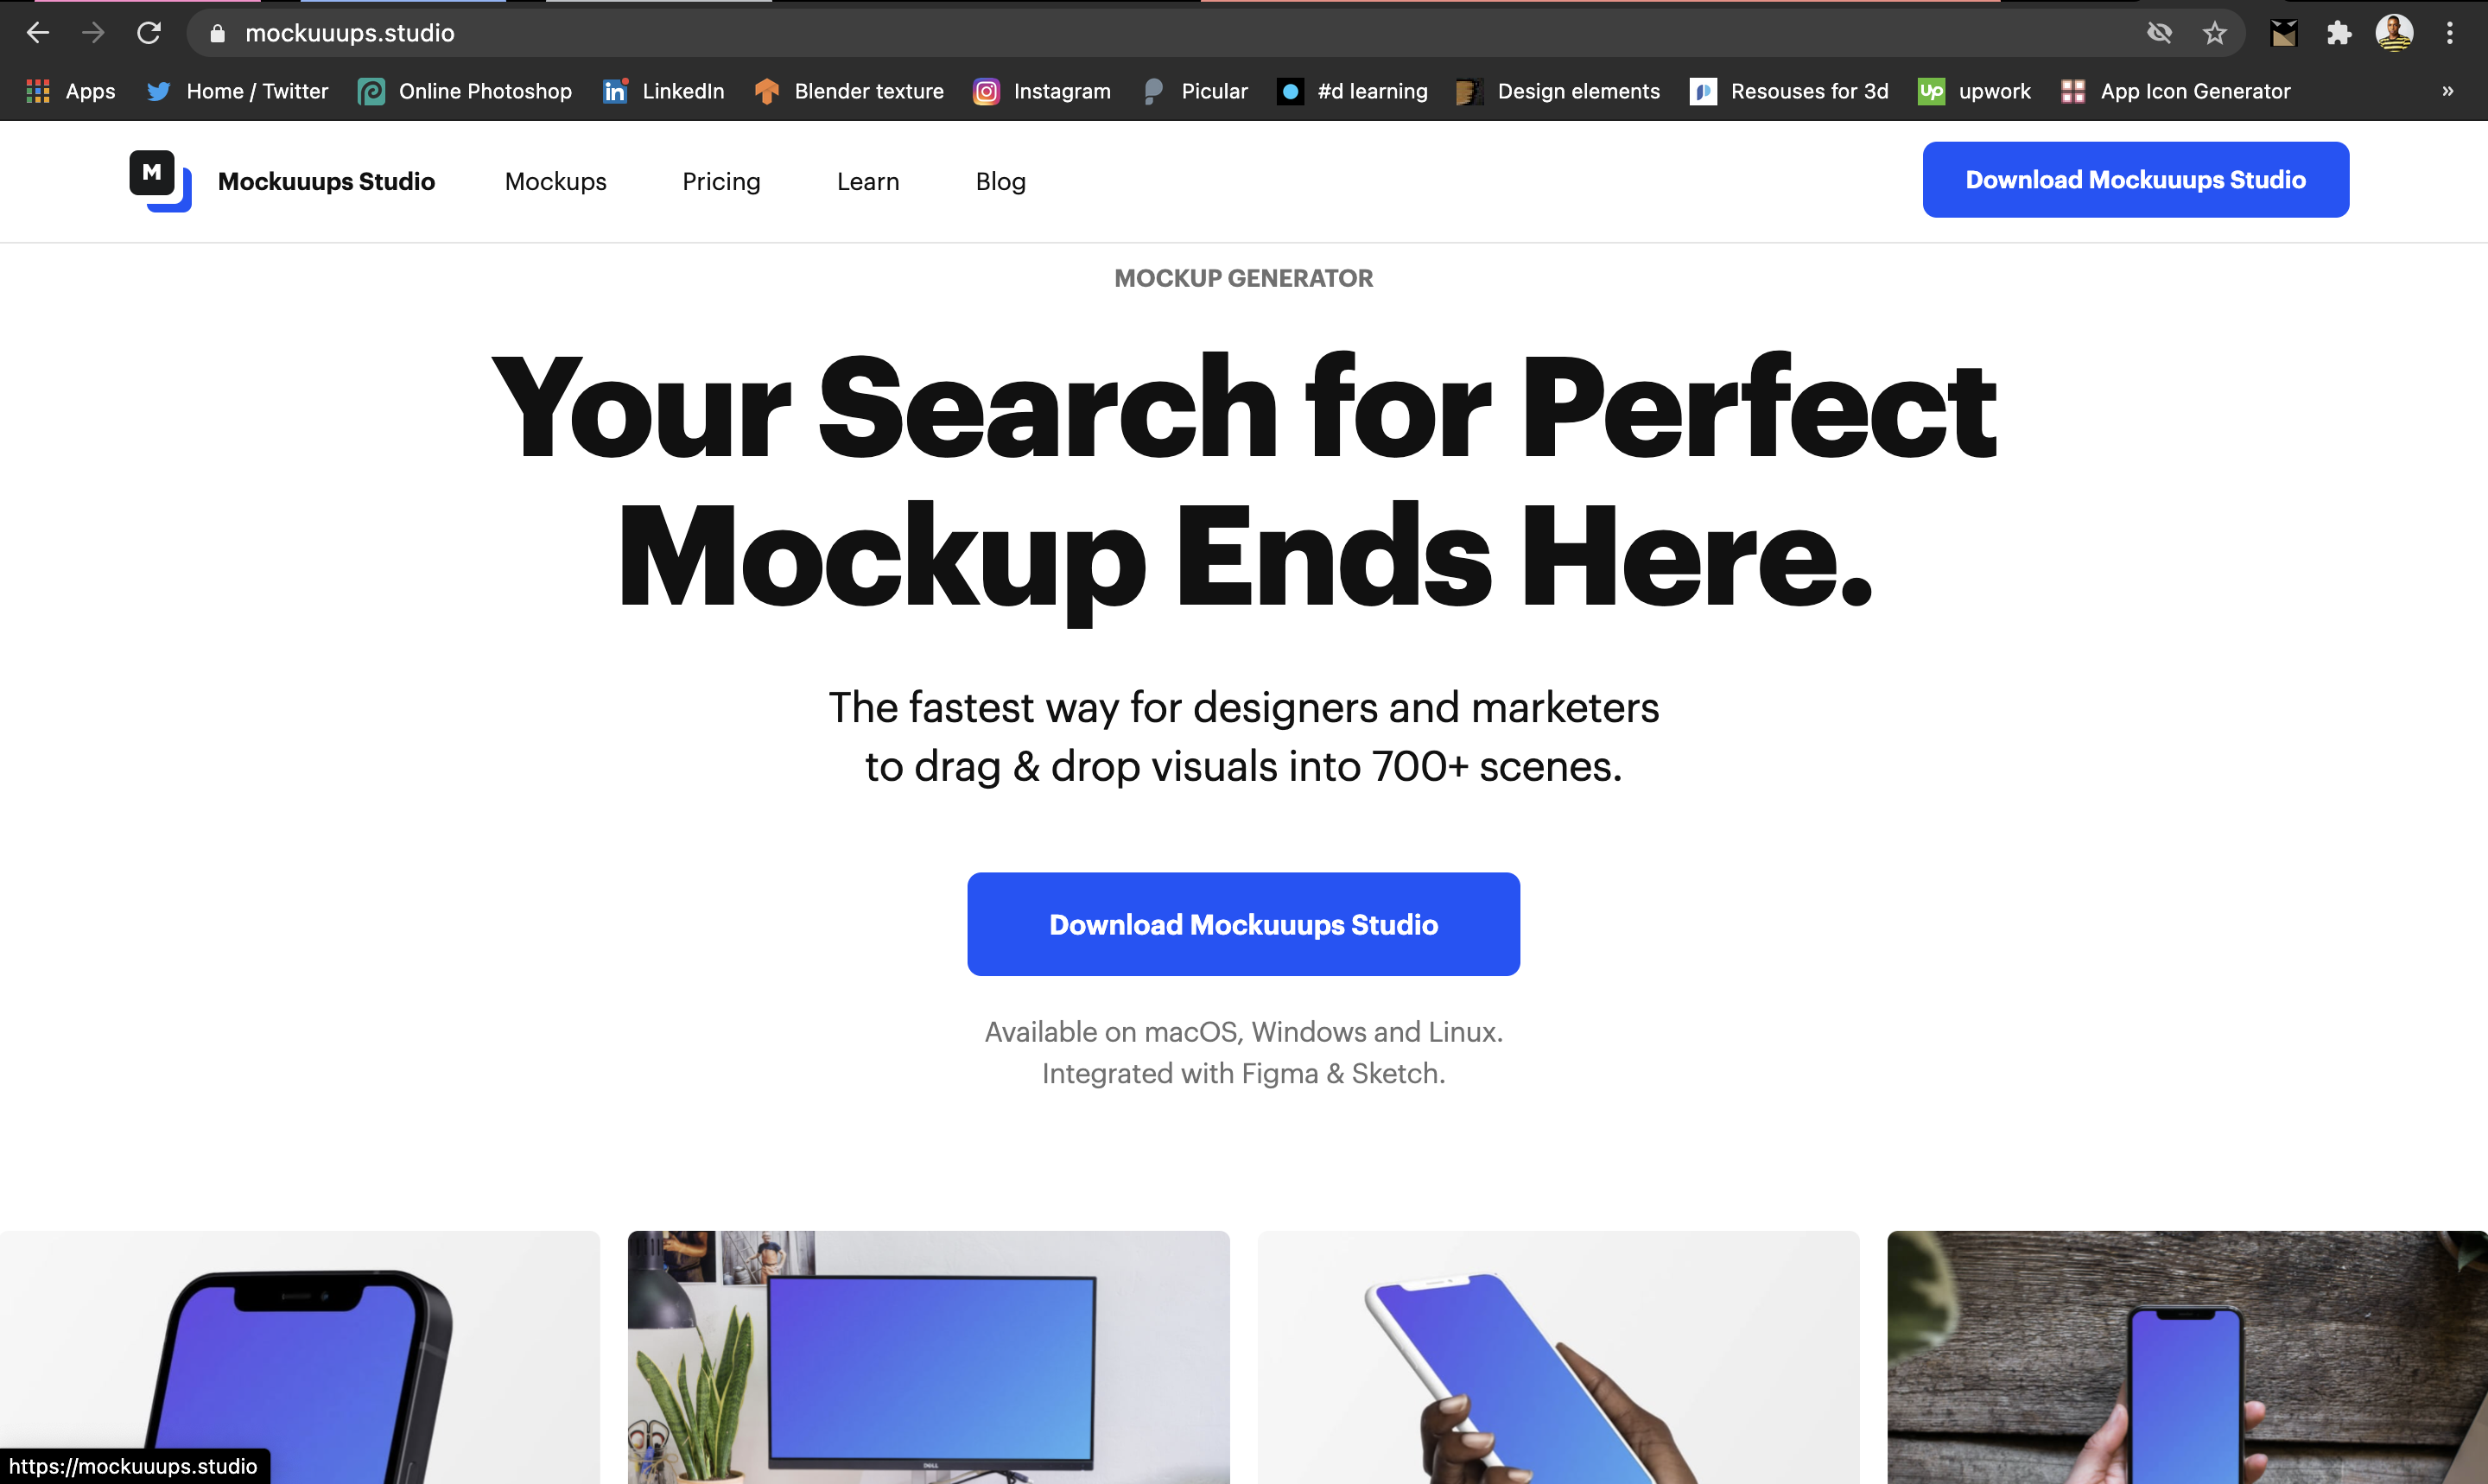 mockuuups.studio
Apps
Home / Twitter
Online Photoshop
in
LinkedIn
Blender texture
Instagram
Picular
#d learning
Design elements
Resouses for 3d
Up
upwork
App Icon Generator
»
M
Mockuuups Studio
Mockups
Pricing
Learn
Blog
Download Mockuuups Studio
MOCKUP GENERATOR
Your Search for Perfect
Mockup Ends Here.
The fastest way for designers and marketers
to drag & drop visuals into 700+ scenes.
Download Mockuuups Studio
Available on macOS, Windows and Linux.
Integrated with Figma & Sketch.
DELL
https://mockuuups.studio